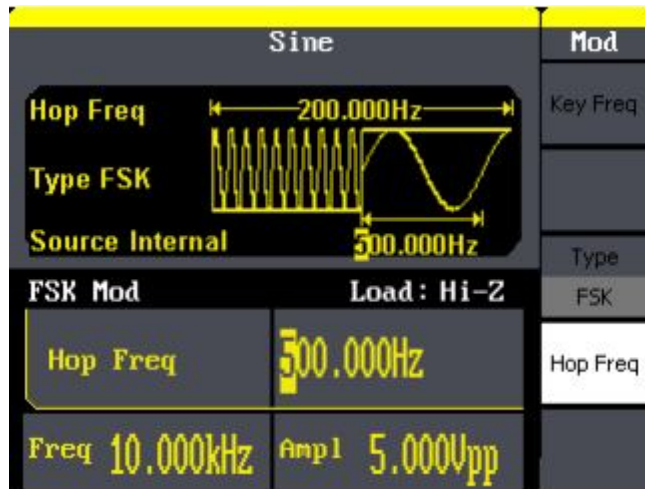 Sine
Mod
Hop Freq
200.000Hz
Key Freq
Type FSK
Source Internal
500.000Hz
Type
FSK Mod
Load: Hi-Z
FSK
Hop Freq
500.000Hz
Hop Freq
Freq 10.000kHz
Ampl 5.000Vpp